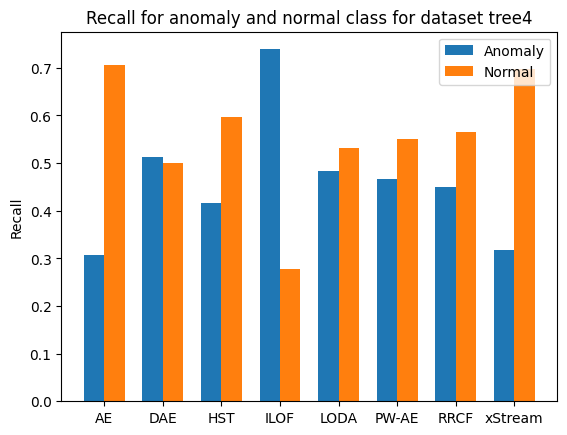 Recall for anomaly and normal class for dataset tree4
Anomaly
Normal
Recall
0.7
0.6
0.5
0.4
0.3
0.2
0.1
0.0
AE DAE HST ILOF LODA PW-AE RRCF xStream